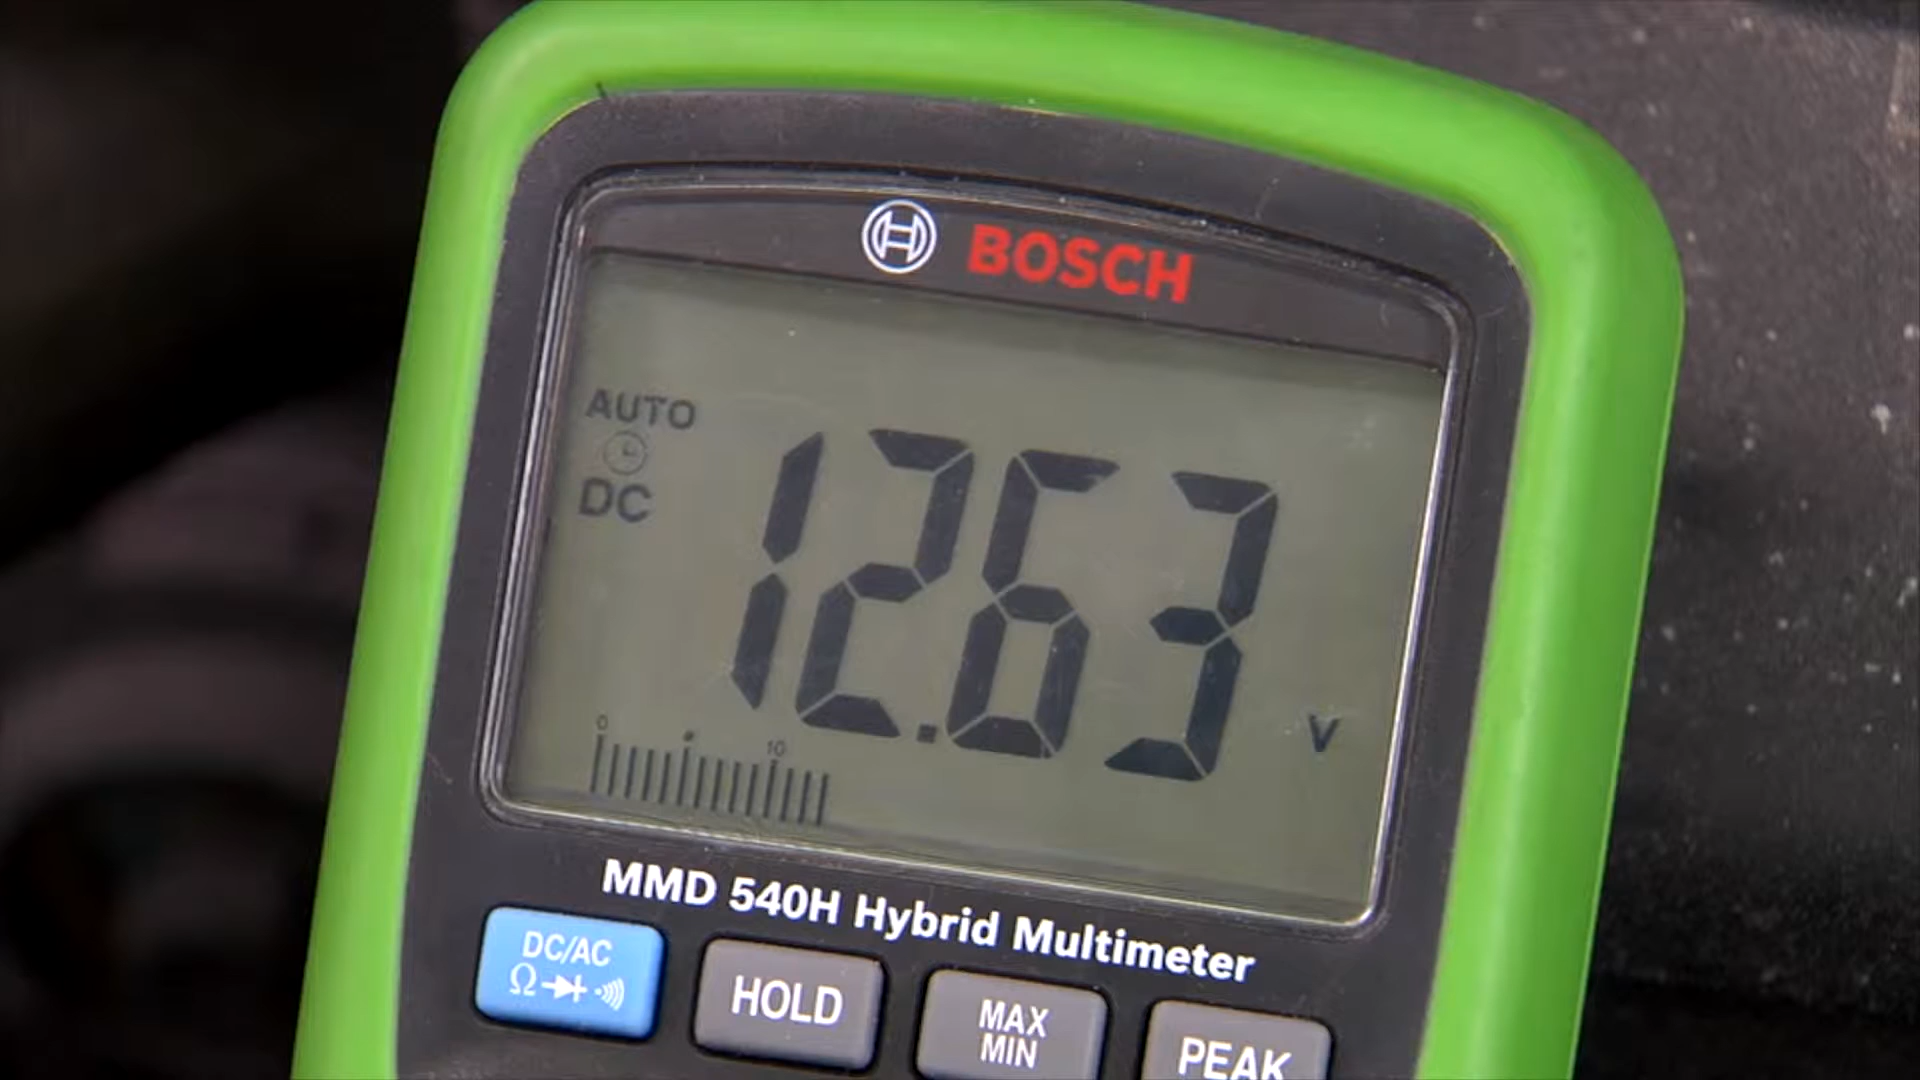 BOSCH
AUTO
DC
12.63
V
0
10
MMD 540H Hybrid Multimeter
DC/AC
Ω
HOLD
MAX
MIN
PEAK